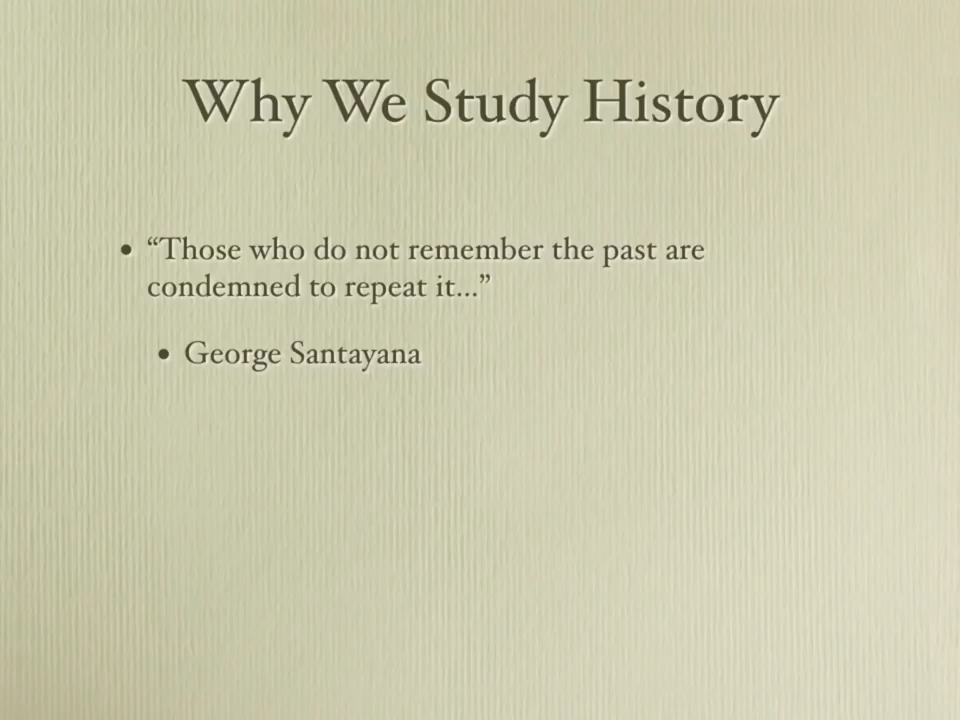 Why We Study History
• “Those who do not remember the past are
condemned to repeat it...”
• George Santayana